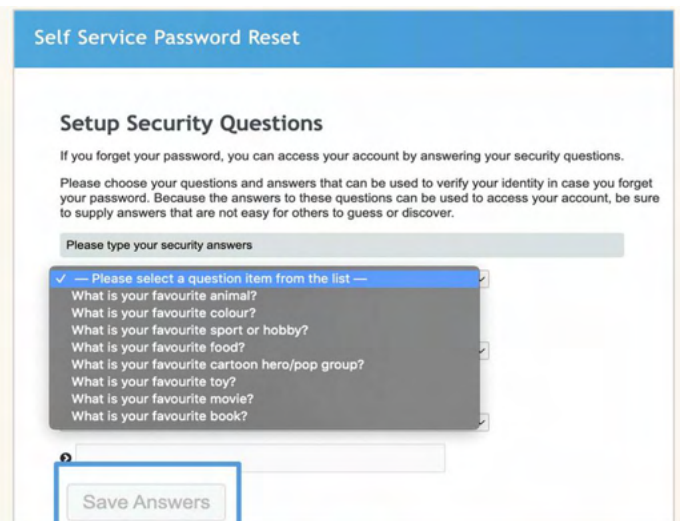 Self Service Password Reset
Setup Security Questions
If you forget your password, you can access your account by answering your security questions.
Please choose your questions and answers that can be used to verify your identity in case you forget
your password. Because the answers to these questions can be used to access your account, be sure
to supply answers that are not easy for others to guess or discover.
Please type your security answers
✓ — Please select a question item from the list —
What is your favourite animal?
What is your favourite colour?
What is your favourite sport or hobby?
What is your favourite food?
What is your favourite cartoon hero/pop group?
What is your favourite toy?
What is your favourite movie?
What is your favourite book?
Save Answers